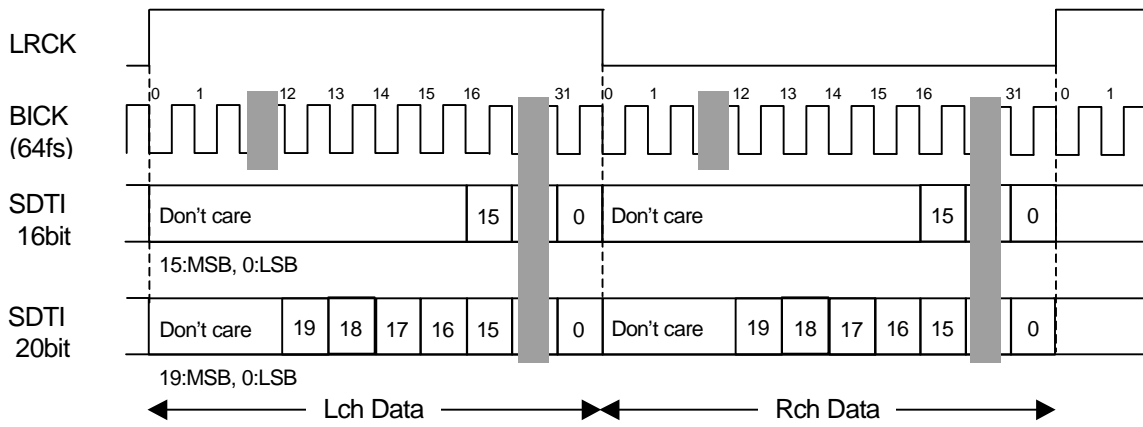 LRCK
0 1 12 13 14 15 16 31 0 1 12 13 14 15 16 31 0 1
BICK
(64fs)
SDTI
16bit
Don't care 15 0 Don't care 15 0
15:MSB, 0:LSB
SDTI
20bit
Don't care 19 18 17 16 15 0 Don't care 19 18 17 16 15 0
19:MSB, 0:LSB
Lch Data Rch Data